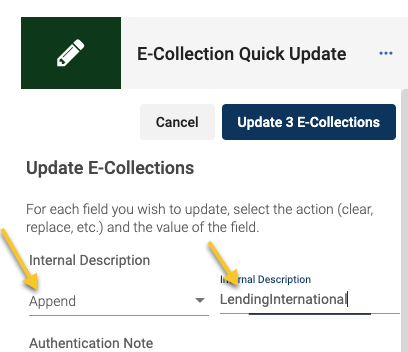 E-Collection Quick Update
Cancel
Update 3 E-Collections
Update E-Collections
For each field you wish to update, select the action (clear,
replace, etc.) and the value of the field.
Internal Description
Internal Description
Append
LendingInternational
Authentication Note